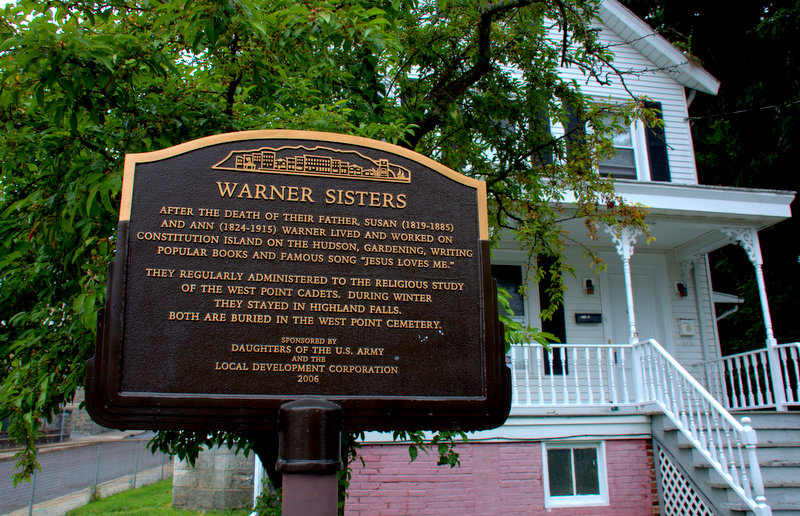 WARNER SISTERS
AFTER THE DEATH OF THEIR FATHER, SUSAN (1819-1885)
AND ANN (1824-1915) WARNER LIVED AND WORKED ON
CONSTITUTION ISLAND ON THE HUDSON, GARDENING, WRITING
POPULAR BOOKS AND FAMOUS SONG "JESUS LOVES ME."
THEY REGULARLY ADMINISTERED TO THE RELIGIOUS STUDY
OF THE WEST POINT CADETS. DURING WINTER
THEY STAYED IN HIGHLAND FALLS.
BOTH ARE BURIED IN THE WEST POINT CEMETERY.
SPONSORED BY
DAUGHTERS OF THE U.S. ARMY
AND THE
LOCAL DEVELOPMENT CORPORATION
2006